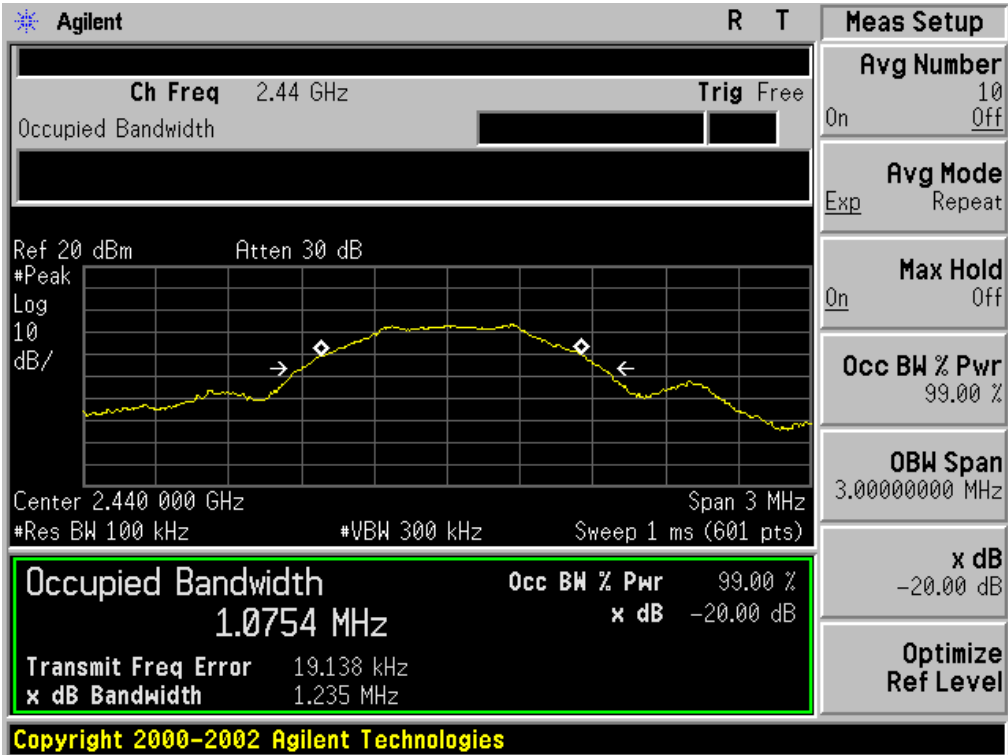 Agilent R T
Ch Freq 2.44 GHz Trig Free
Occupied Bandwidth
Ref 20 dBm Atten 30 dB
#Peak
Log
10
dB/
Center 2.440 000 GHz Span 3 MHz
#Res BW 100 kHz #VBW 300 kHz Sweep 1 ms (601 pts)
Occupied Bandwidth Occ BW % Pwr 99.00 %
1.0754 MHz x dB -20.00 dB
Transmit Freq Error 19.138 kHz
x dB Bandwidth 1.235 MHz
Copyright 2000-2002 Agilent Technologies
Meas Setup
Avg Number
10
On Off
Avg Mode
Exp Repeat
Max Hold
On Off
Occ BW % Pwr
99.00 %
OBW Span
3.00000000 MHz
x dB
-20.00 dB
Optimize
Ref Level